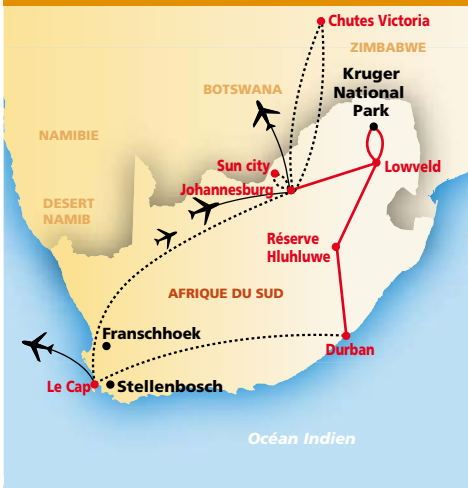 Chutes Victoria
ZIMBABWE
Kruger
National
Park
BOTSWANA
NAMIBIE
Sun city
Lowveld
Johannesburg
DESERT
NAMIB
Réserve
Hluhluwe
AFRIQUE DU SUD
Franschhoek
Durban
Le Cap
Stellenbosch
Océan Indien